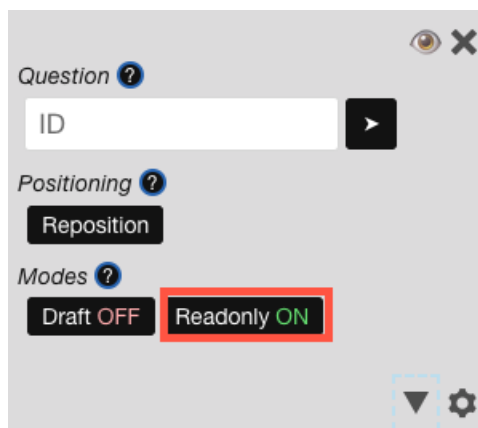 Question ?
ID
Positioning ?
Reposition
Modes ?
Draft OFF Readonly ON